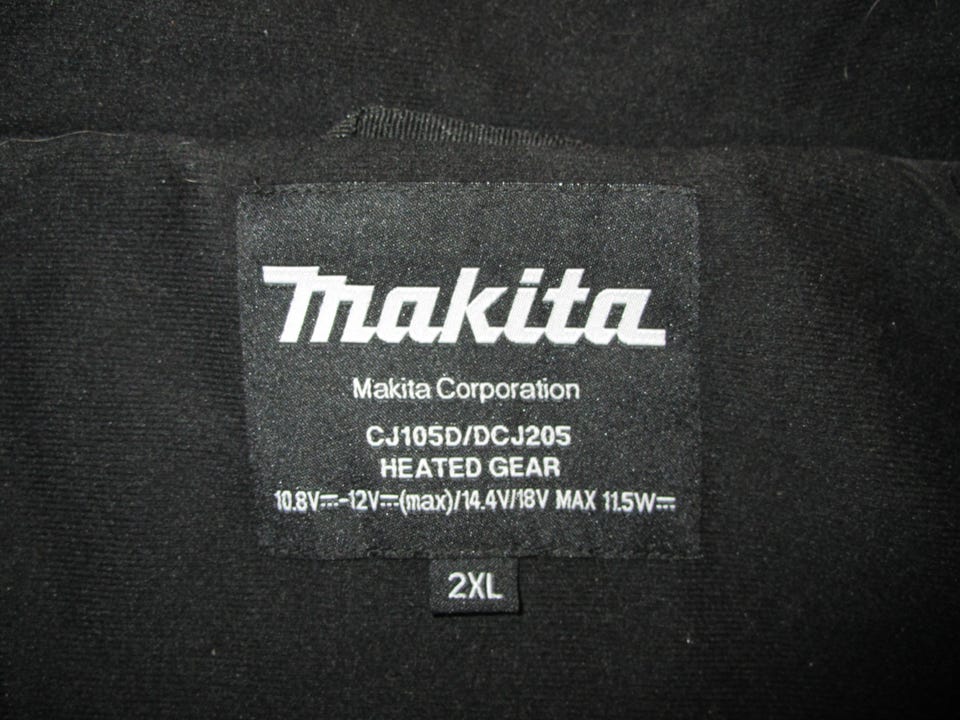 makita
Makita Corporation
CJ105D/DCJ205
HEATED GEAR
10.8V⎓-12V⎓(max)/14.4V/18V MAX 11.5W⎓
2XL